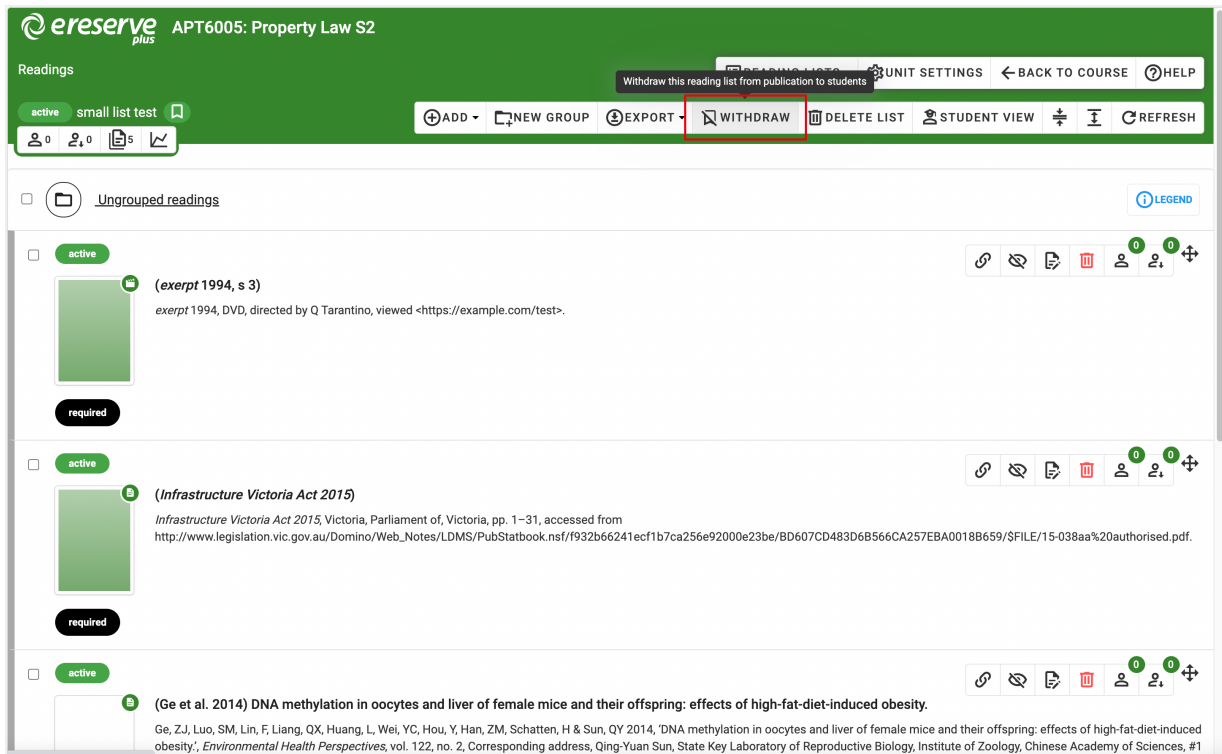 ereserve plus APT6005: Property Law S2
Readings
READING LISTS UNIT SETTINGS BACK TO COURSE HELP
Withdraw this reading list from publication to students
active small list test
ADD NEW GROUP EXPORT WITHDRAW DELETE LIST STUDENT VIEW REFRESH
0 0 5
Ungrouped readings LEGEND
active 0 0
(exerpt 1994, s 3)
exerpt 1994, DVD, directed by Q Tarantino, viewed <https://example.com/test>.
required
active 0 0
(Infrastructure Victoria Act 2015)
Infrastructure Victoria Act 2015, Victoria, Parliament of, Victoria, pp. 1–31, accessed from
http://www.legislation.vic.gov.au/Domino/Web_Notes/LDMS/PubStatbook.nsf/f932b66241ecf1b7ca256e92000e23be/BD607CD483D6B566CA257EBA0018B659/$FILE/15-038aa%20authorised.pdf.
required
active 0 0
(Ge et al. 2014) DNA methylation in oocytes and liver of female mice and their offspring: effects of high-fat-diet-induced obesity.
Ge, ZJ, Luo, SM, Lin, F, Liang, QX, Huang, L, Wei, YC, Hou, Y, Han, ZM, Schatten, H & Sun, QY 2014, 'DNA methylation in oocytes and liver of female mice and their offspring: effects of high-fat-diet-induced
obesity.', Environmental Health Perspectives, vol. 122, no. 2, Corresponding address, Qing-Yuan Sun, State Key Laboratory of Reproductive Biology, Institute of Zoology, Chinese Academy of Sciences, #1